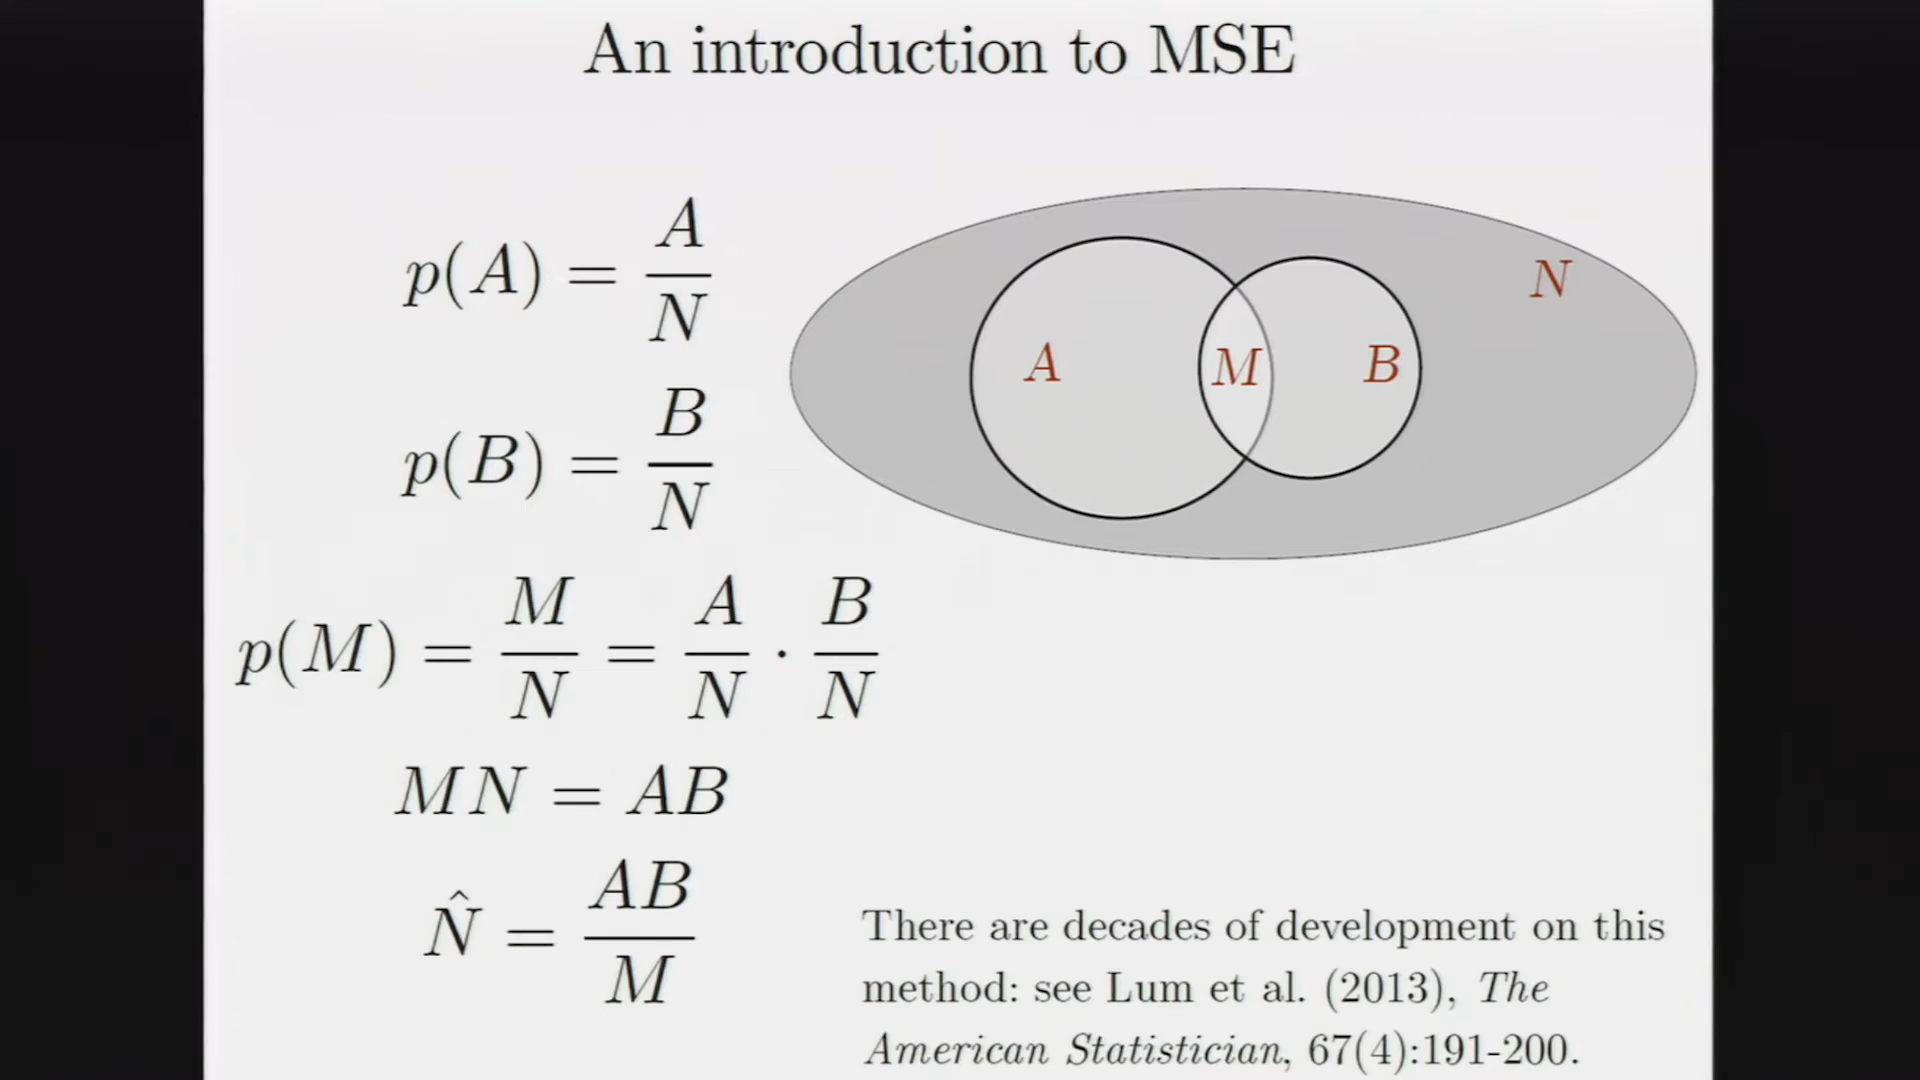 An introduction to MSE
p(A) = A/N
p(B) = B/N
p(M) = M/N = A/N · B/N
MN = AB
N̂ = AB/M
A
M
B
N
There are decades of development on this
method: see Lum et al. (2013), The
American Statistician, 67(4):191-200.